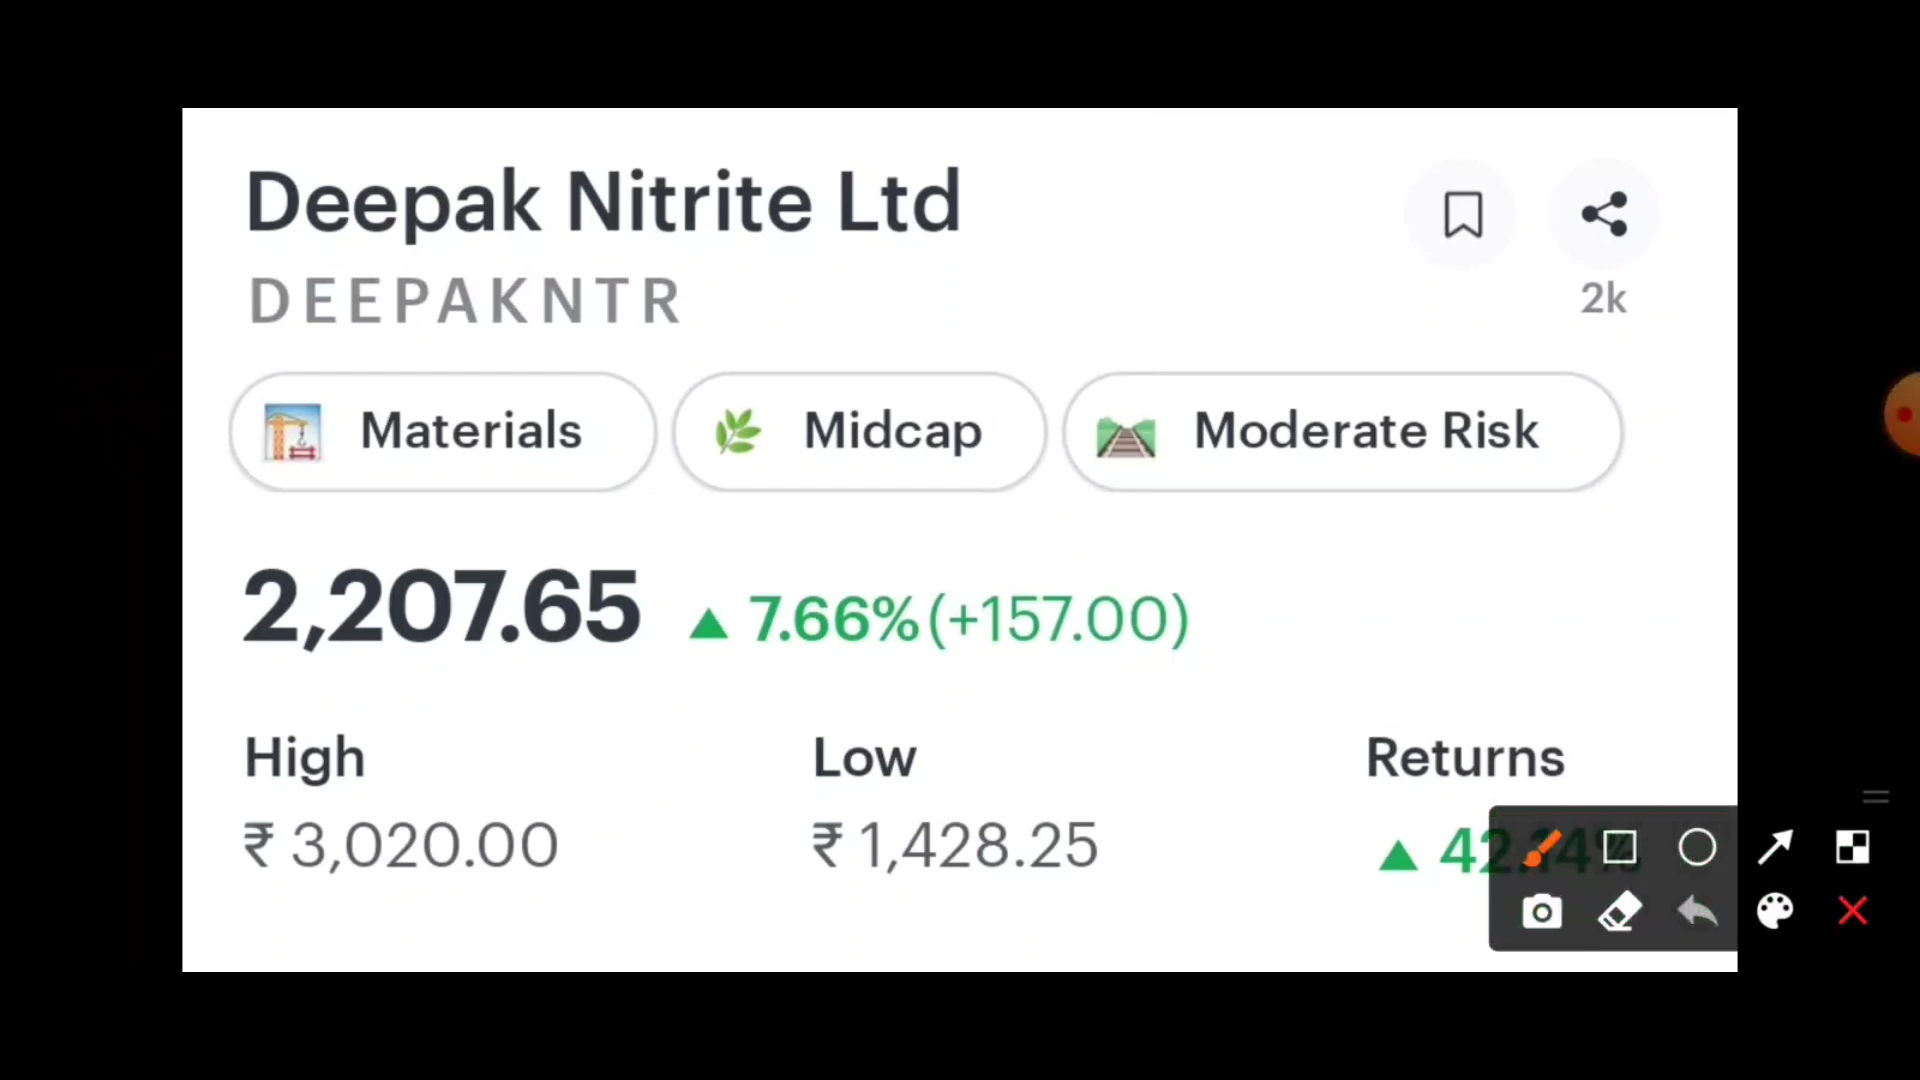 Deepak Nitrite Ltd
DEEPAKNTR
2k
Materials
Midcap
Moderate Risk
2,207.65 ▲ 7.66% (+157.00)
High
₹ 3,020.00
Low
₹ 1,428.25
Returns